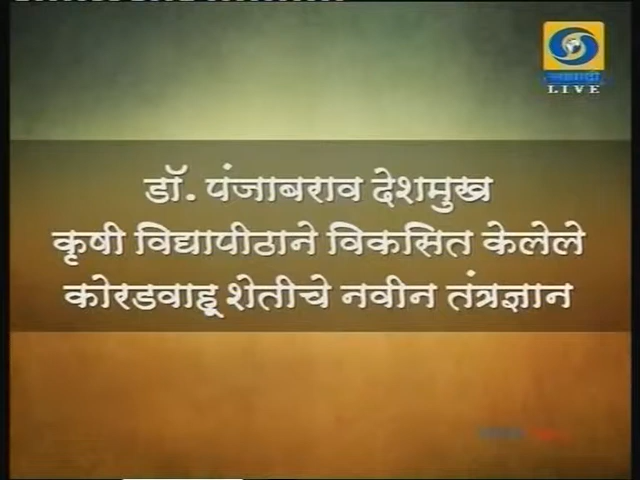 LIVE
डॉ. पंजाबराव देशमुख
कृषी विद्यापीठाने विकसित केलेले
कोरडवाहू शेतीचे नवीन तंत्रज्ञान